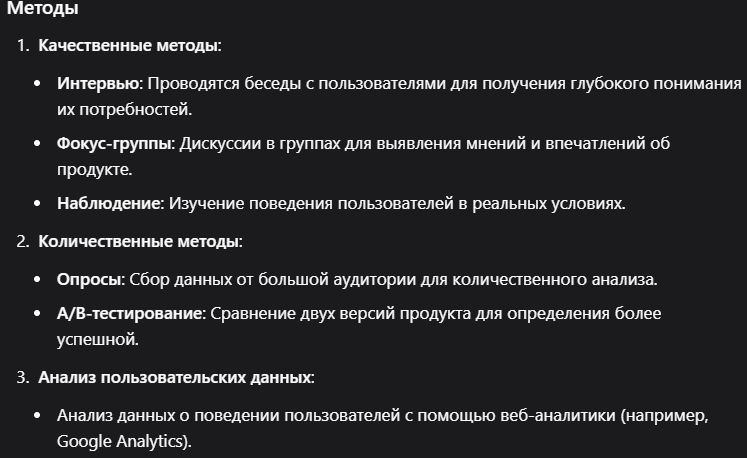 Методы
1. Качественные методы:
• Интервью: Проводятся беседы с пользователями для получения глубокого понимания
их потребностей.
• Фокус-группы: Дискуссии в группах для выявления мнений и впечатлений об
продукте.
• Наблюдение: Изучение поведения пользователей в реальных условиях.
2. Количественные методы:
• Опросы: Сбор данных от большой аудитории для количественного анализа.
• A/B-тестирование: Сравнение двух версий продукта для определения более
успешной.
3. Анализ пользовательских данных:
• Анализ данных о поведении пользователей с помощью веб-аналитики (например,
Google Analytics).